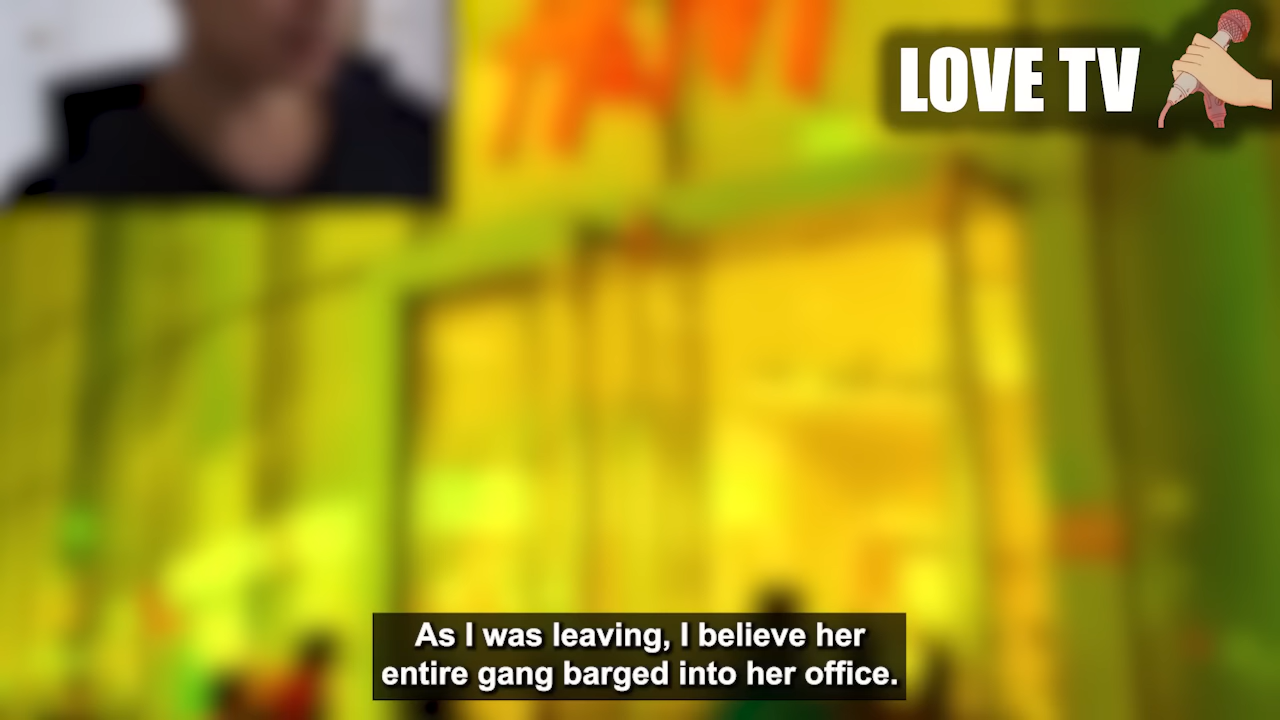 LOVE TV
As I was leaving, I believe her
entire gang barged into her office.